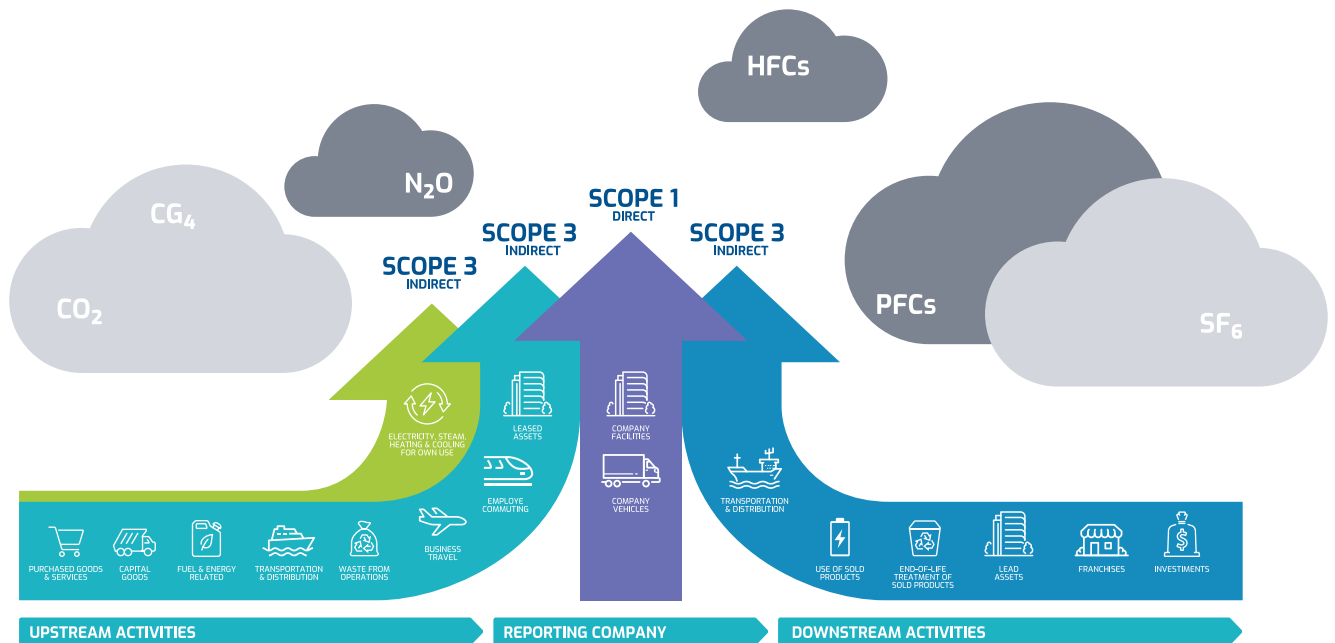 HFCs
N₂O
CG₄
CO₂
PFCs
SF₆
SCOPE 1
DIRECT
SCOPE 3
INDIRECT
SCOPE 3
INDIRECT
SCOPE 3
INDIRECT
ELECTRICITY, STEAM,
HEATING & COOLING
FOR OWN USE
LEASED
ASSETS
EMPLOYE
COMMUTING
BUSINESS
TRAVEL
COMPANY
FACILITIES
COMPANY
VEHICLES
TRANSPORTATION
& DISTRIBUTION
PURCHASED GOODS
& SERVICES
CAPITAL
GOODS
FUEL & ENERGY
RELATED
TRANSPORTATION
& DISTRIBUTION
WASTE FROM
OPERATIONS
USE OF SOLD
PRODUCTS
END-OF-LIFE
TREATMENT OF
SOLD PRODUCTS
LEAD
ASSETS
FRANCHISES
INVESTIMENTS
$
UPSTREAM ACTIVITIES
REPORTING COMPANY
DOWNSTREAM ACTIVITIES